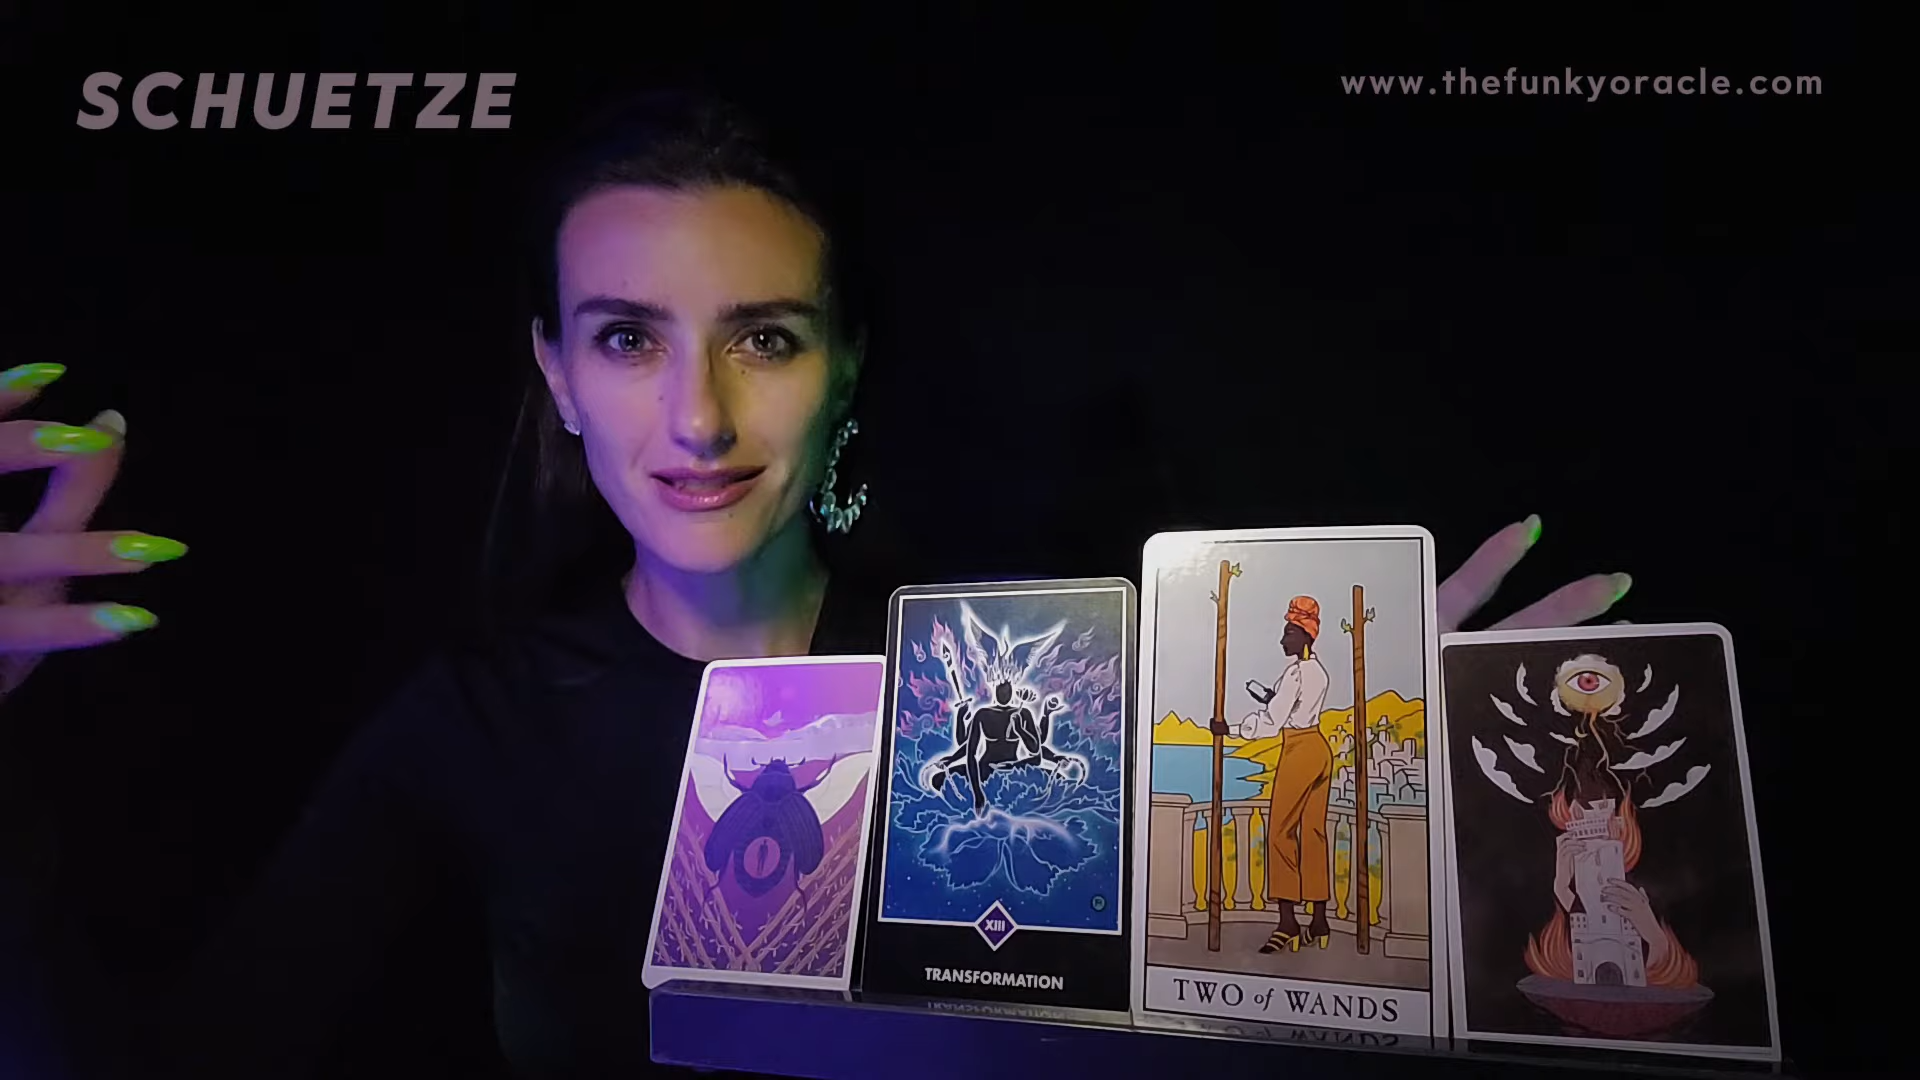 SCHUETZE
www.thefunkyoracle.com
XIII
TRANSFORMATION
TWO of WANDS